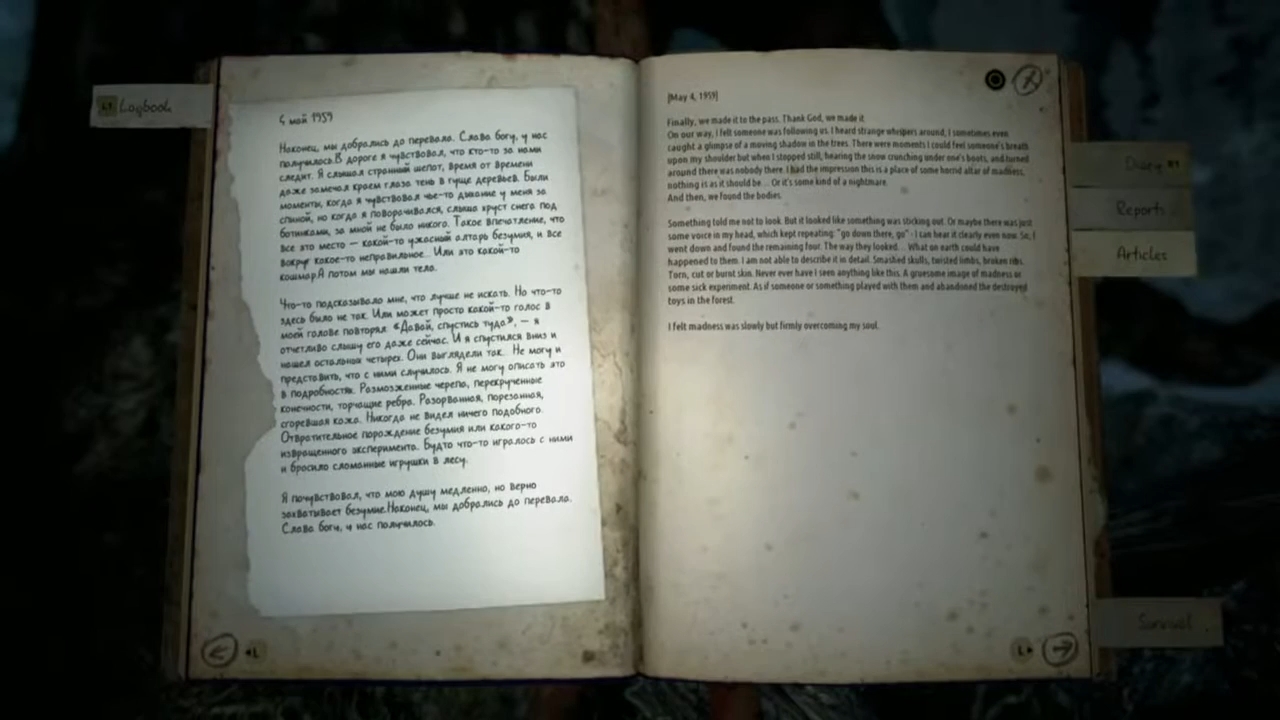 L1 Logbook
4 май 1959
Наконец, мы добрались до перевала. Слава богу, у нас
получилось.В дороге я чувствовал, что кто-то за нами
следит. Я слышал странный шепот, время от времени
даже замечал краем глаза тень в гуще деревьев. Были
моменты, когда я чувствовал чье-то дыхание у меня за
спиной, но когда я поворачивался, слыша хруст снега под
ботинками, за мной не было никого. Такое впечатление, что
все это место – какой-то ужасный алтарь безумия, и все
вокруг какое-то неправильное... Или это какой-то
кошмар.А потом мы нашли тела.
Что-то подсказывало мне, что лучше не искать. Но что-то
здесь было не так. Или может просто какой-то голос в
моей голове повторял: «Давай, спустись туда», – я
отчетливо слышу его даже сейчас. И я спустился вниз и
нашел остальных четырех. Они выглядели так... Не могу и
представить, что с ними случилось. Я не могу описать это
в подробностях. Размозженные черепа, перекрученные
конечности, торчащие ребра. Разорванная, порезанная,
сгоревшая кожа. Никогда не видел ничего подобного.
Отвратительное порождение безумия или какого-то
извращенного эксперимента. Будто что-то игралось с ними
и бросило сломанные игрушки в лесу.
Я почувствовал, что мою душу медленно, но верно
захватывает безумие.Наконец, мы добрались до перевала.
Слава богу, у нас получилось.
L
[May 4, 1959]
Finally, we made it to the pass. Thank God, we made it.
On our way, I felt someone was following us. I heard strange whispers around, I sometimes even
caught a glimpse of a moving shadow in the trees. There were moments I could feel someone's breath
upon my shoulder but when I stopped still, hearing the snow crunching under one's boots, and turned
around there was nobody there. I had the impression this is a place of some horrid altar of madness,
nothing is as it should be... Or it's some kind of a nightmare.
And then, we found the bodies.
Something told me not to look. But it looked like something was sticking out. Or maybe there was just
some voice in my head, which kept repeating: "go down there, go" - I can hear it clearly even now. So, I
went down and found the remaining four. The way they looked... What on earth could have
happened to them? I am not able to describe it in detail. Smashed skulls, twisted limbs, broken ribs.
Torn, cut or burnt skin. Never ever have I seen anything like this. A gruesome image of madness or
some sick experiment. As if someone or something played with them and abandoned the destroyed
toys in the forest.
I felt madness was slowly but firmly overcoming my soul.
Diary R1
Reports
Articles
Survival
L